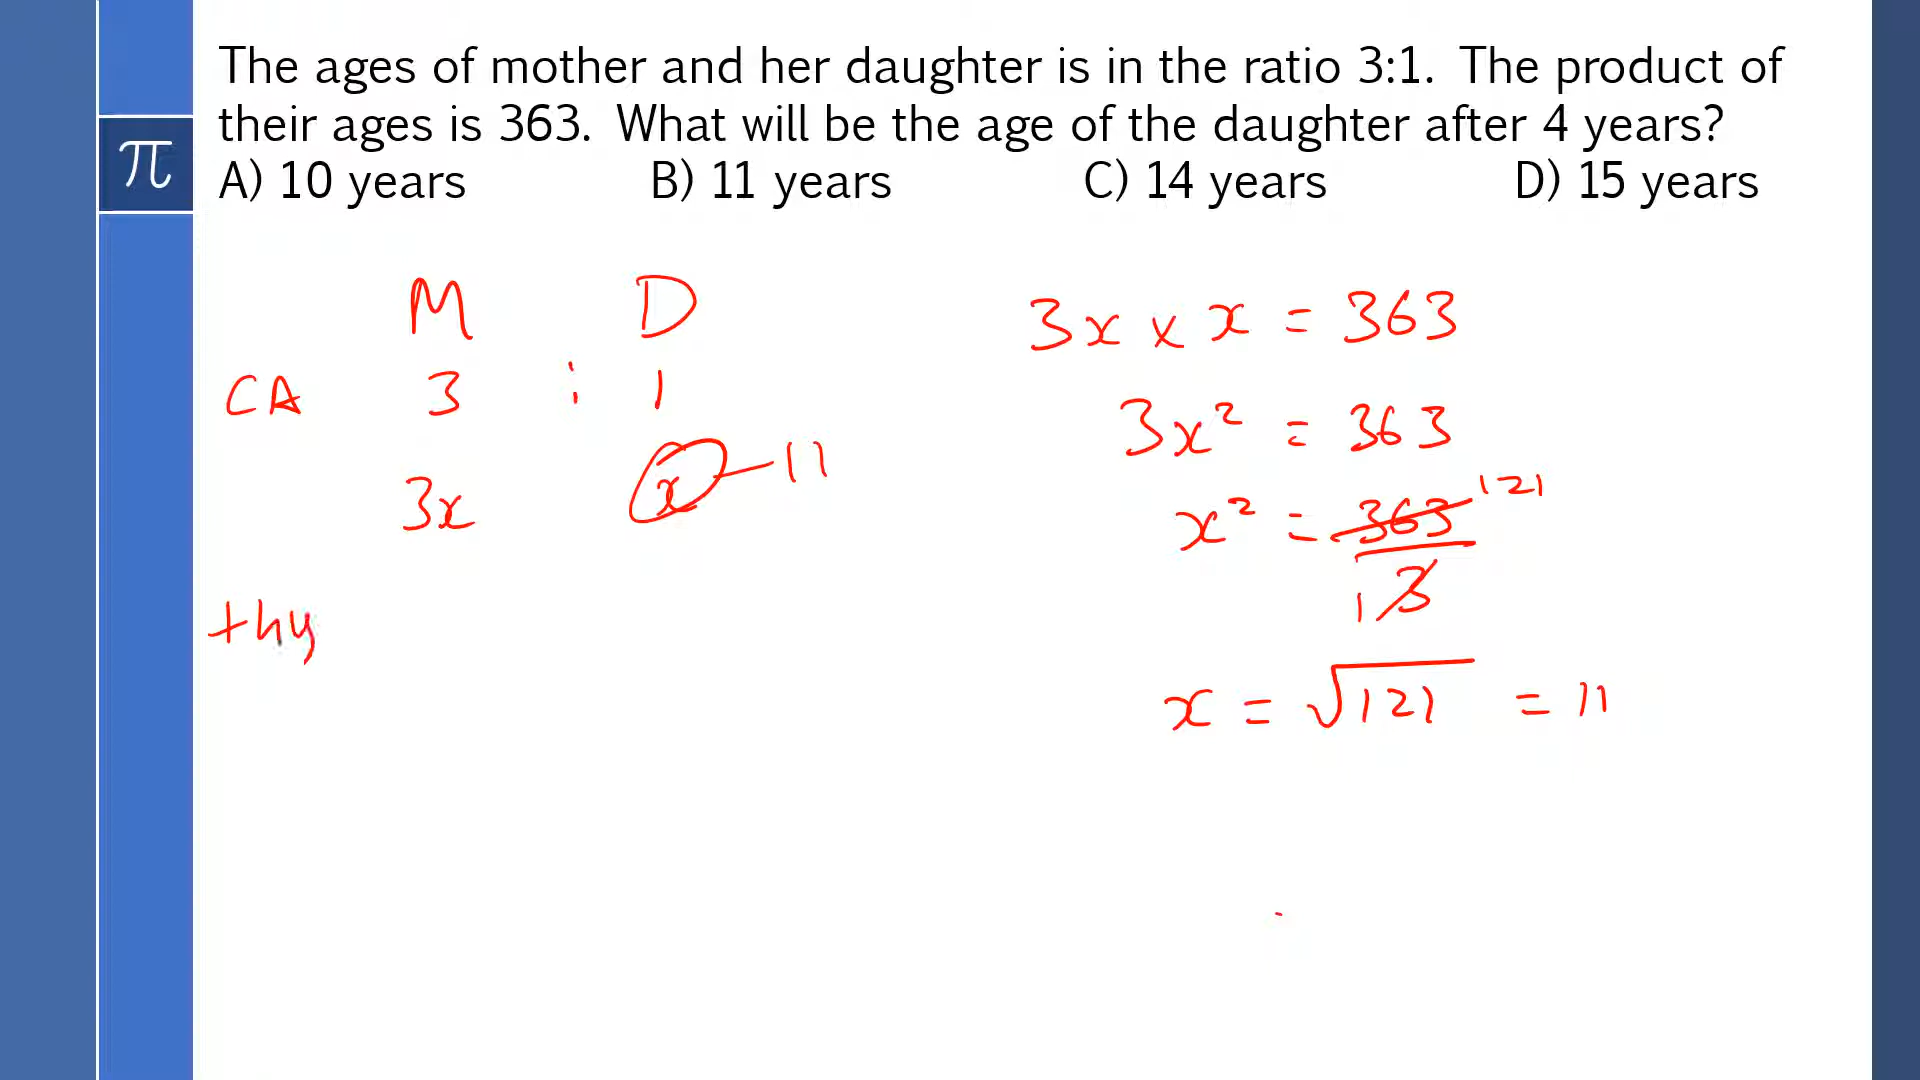 The ages of mother and her daughter is in the ratio 3:1. The product of
their ages is 363. What will be the age of the daughter after 4 years?
π
A) 10 years B) 11 years C) 14 years D) 15 years
M D
CA 3 : 1
3x x 11
3x × x = 363
3x² = 363
x² = 363 121
1 3
x = √121 = 11